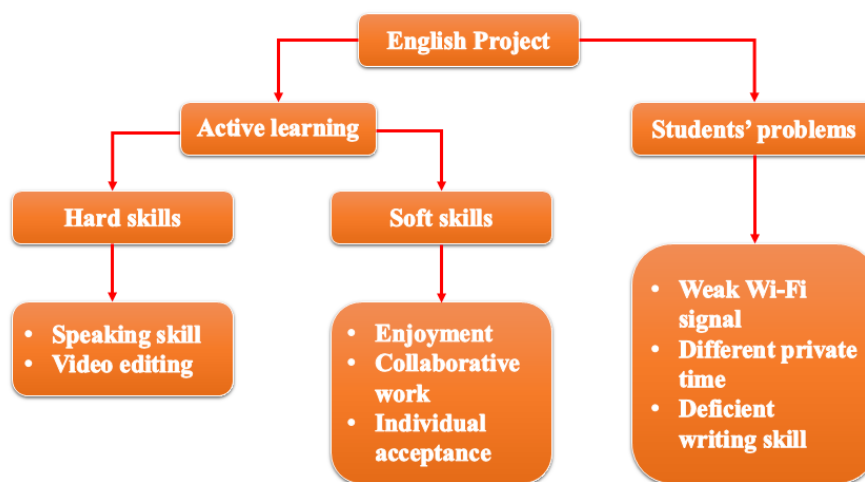 English Project
Active learning
Students’ problems
Hard skills
Soft skills
• Speaking skill
• Video editing
• Enjoyment
• Collaborative
work
• Individual
acceptance
• Weak Wi-Fi
signal
• Different private
time
• Deficient
writing skill